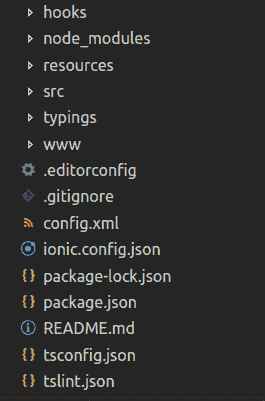 hooks
node_modules
resources
src
typings
www
.editorconfig
.gitignore
config.xml
ionic.config.json
package-lock.json
package.json
README.md
tsconfig.json
tslint.json